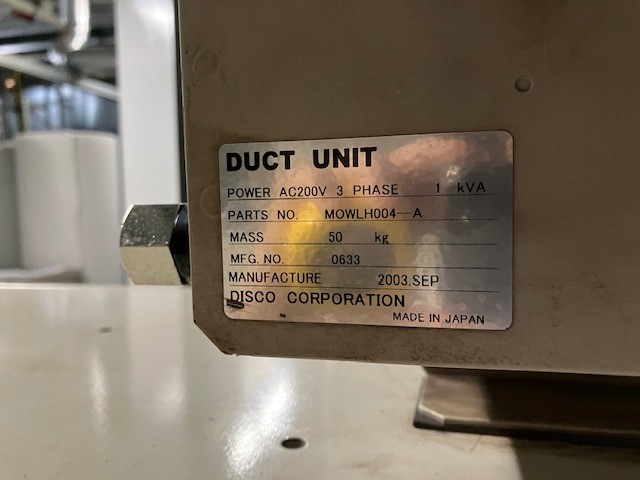 DUCT UNIT
POWER AC200V 3 PHASE 1 kVA
PARTS NO. MOWLH004-A
MASS 50 kg
MFG. NO. 0633
MANUFACTURE 2003.SEP
DISCO CORPORATION
MADE IN JAPAN